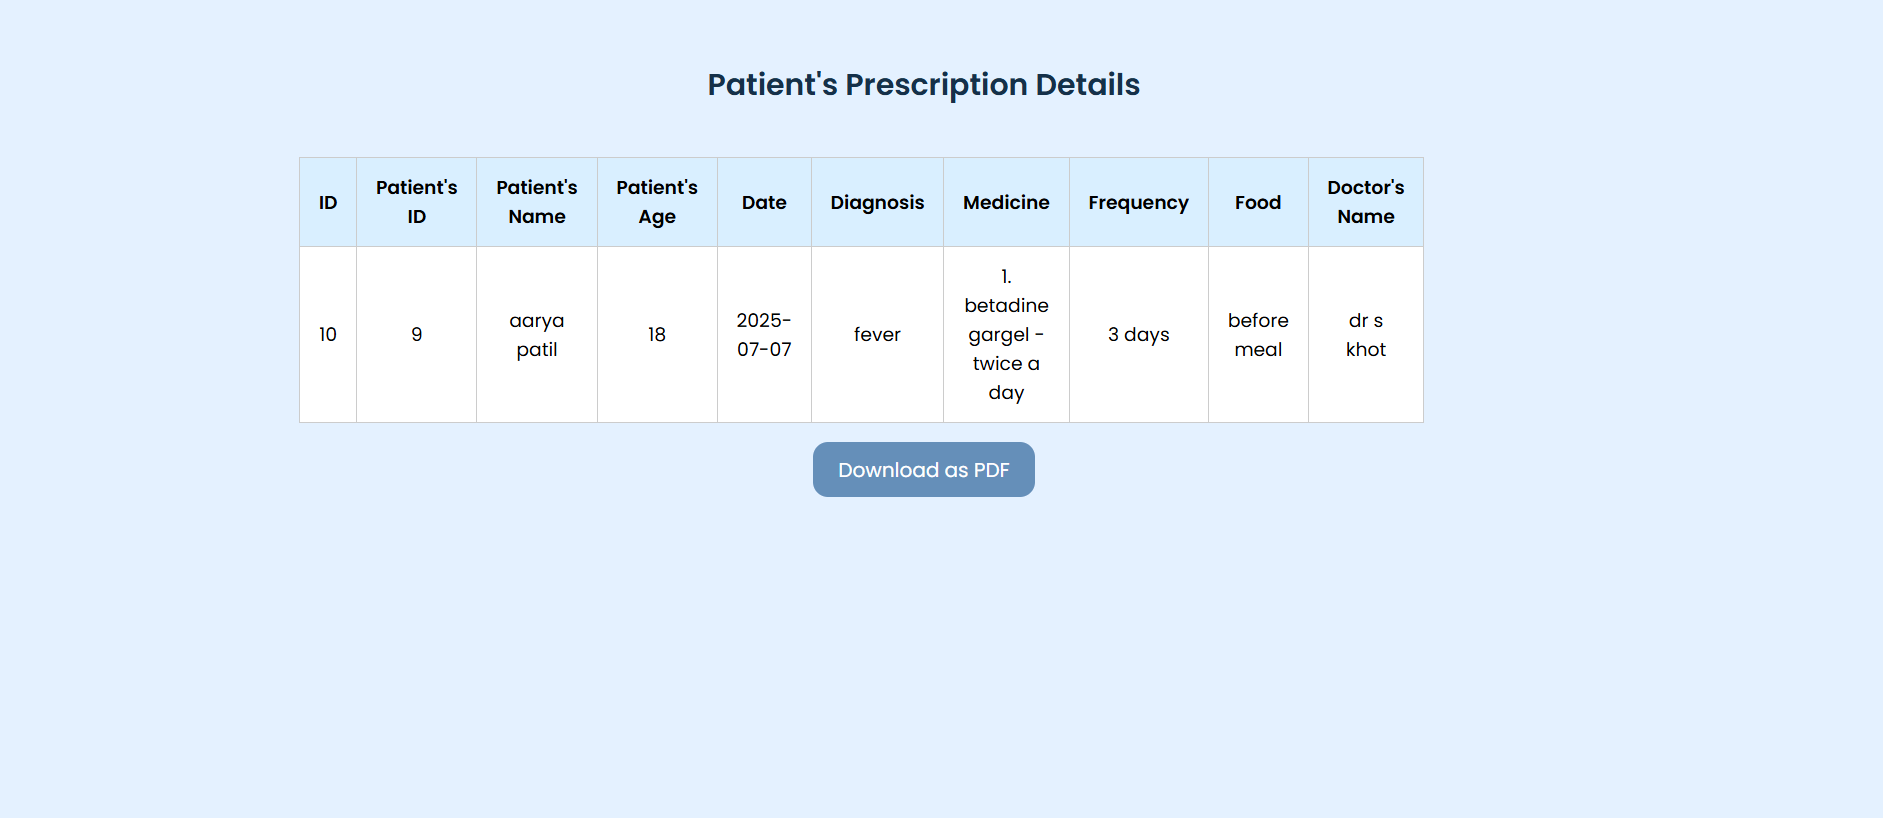 Patient's Prescription Details
ID
Patient's
ID
Patient's
Name
Patient's
Age
Date
Diagnosis
Medicine
Frequency
Food
Doctor's
Name
10
9
aarya
patil
18
2025-
07-07
fever
1.
betadine
gargel -
twice a
day
3 days
before
meal
dr s
khot
Download as PDF